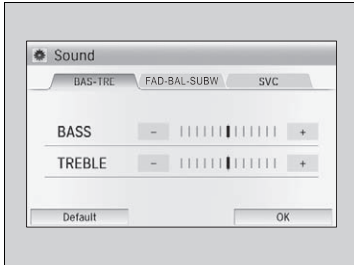 Sound
BAS-TRE FAD-BAL-SUBW SVC
BASS - +
TREBLE - +
Default OK